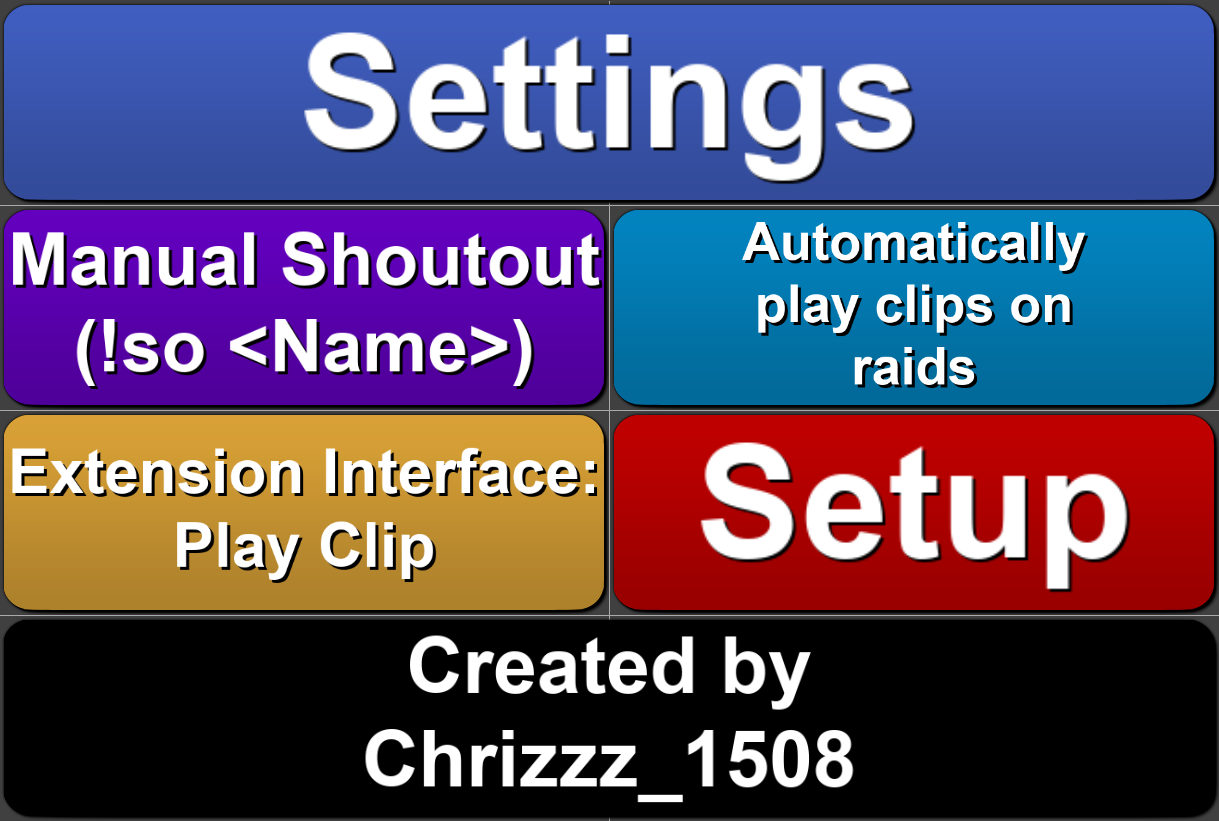 Settings
Manual Shoutout
(!so <Name>)
Automatically
play clips on
raids
Extension Interface:
Play Clip
Setup
Created by
Chrizzz_1508